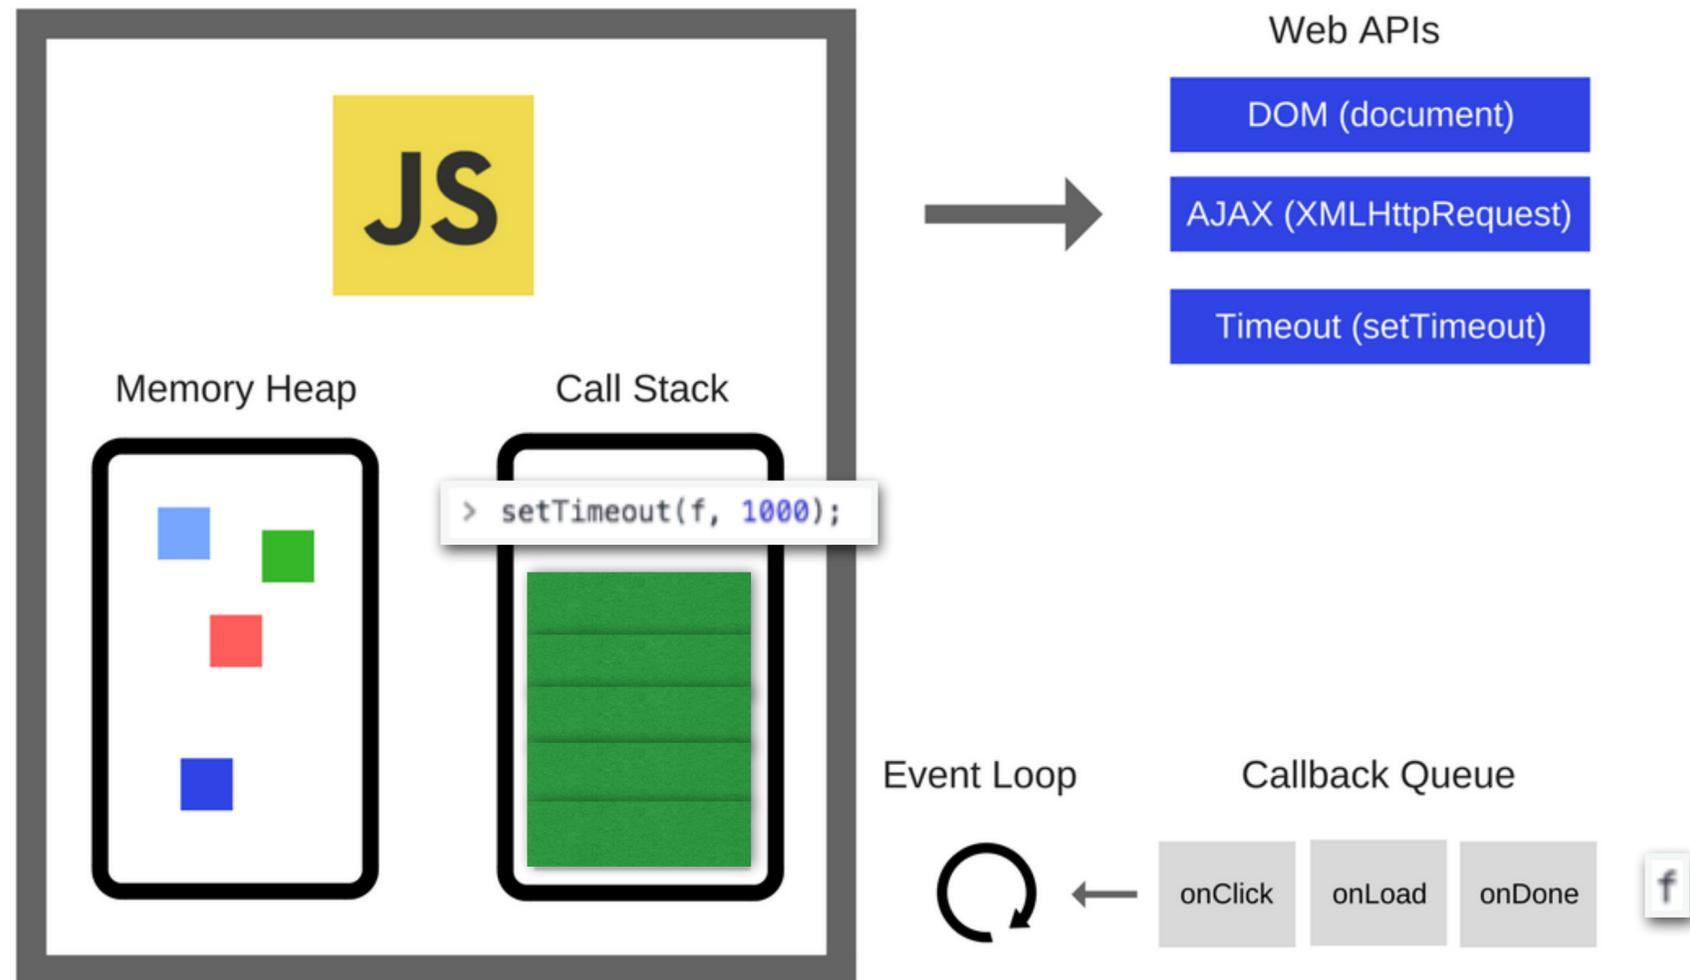 Web APIs
DOM (document)
JS
AJAX (XMLHttpRequest)
Timeout (setTimeout)
Memory Heap
Call Stack
> setTimeout(f, 1000);
Event Loop
Callback Queue
onClick
onLoad
onDone
f